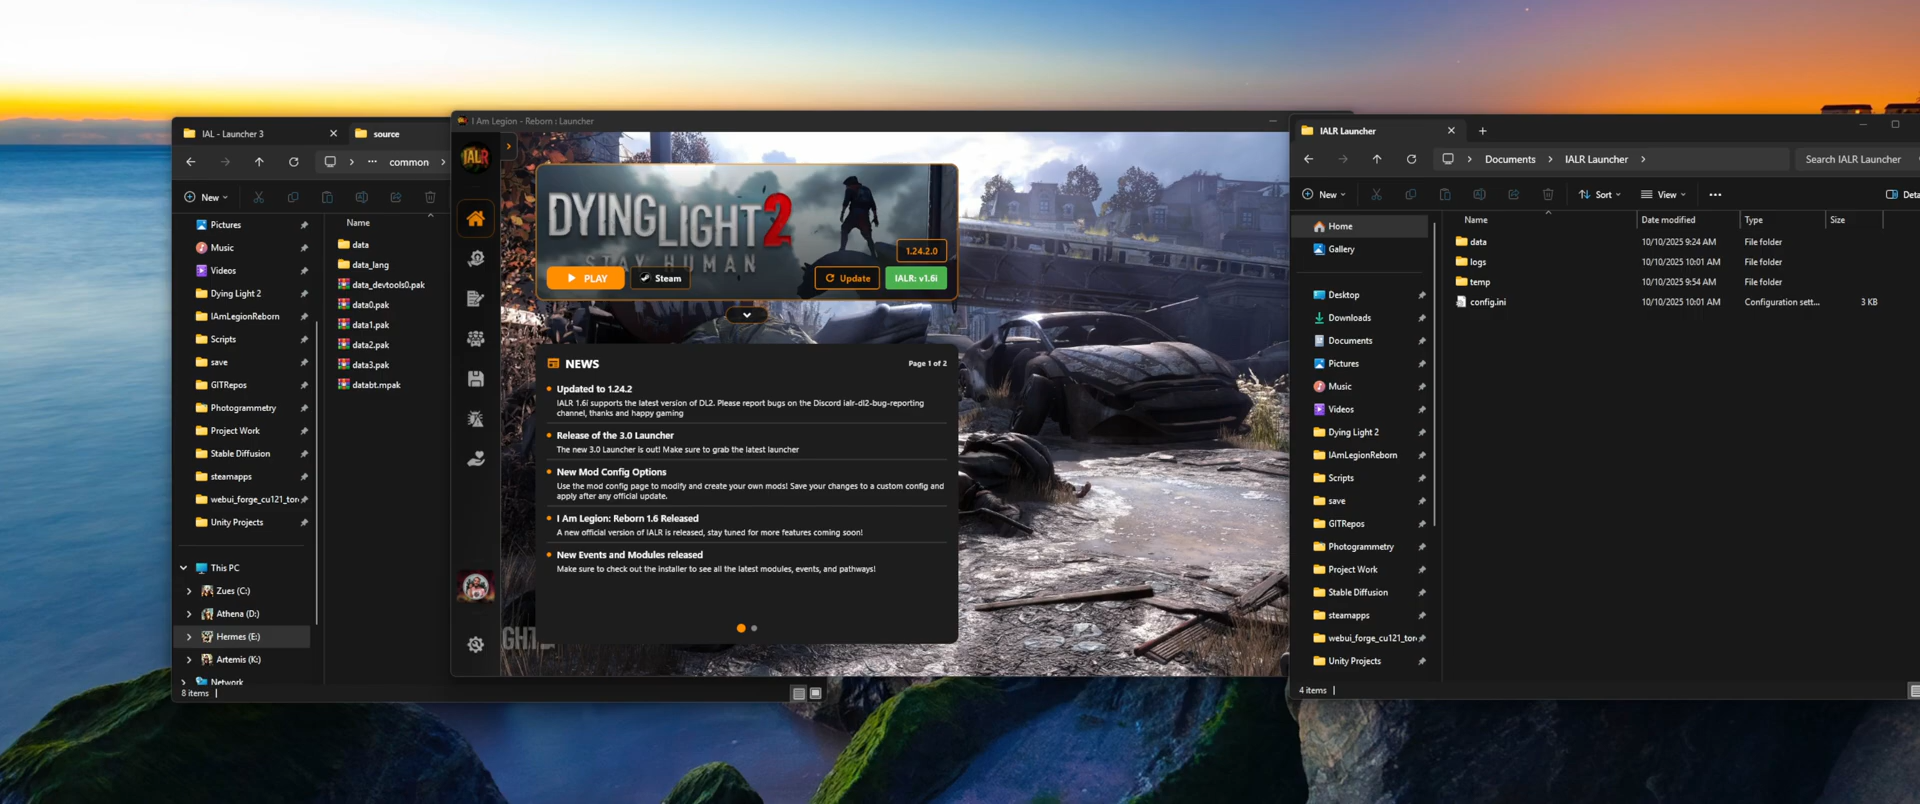 IAL - Launcher 3
source
common
New
Name
Pictures
Music
Videos
Dying Light 2
IAmLegionReborn
Scripts
save
GITRepos
Photogrammetry
Project Work
Stable Diffusion
steamapps
webui_forge_cu121_tor
Unity Projects
This PC
Zues (C:)
Athena (D:)
Hermes (E:)
Artemis (K:)
Network
8 items
data
data_lang
data_devtools0.pak
data0.pak
data1.pak
data2.pak
data3.pak
databt.mpak
I Am Legion - Reborn : Launcher
IALR
DYING LIGHT 2
STAY HUMAN
1.24.2.0
PLAY
Steam
Update
IALR: v1.6i
NEWS
Page 1 of 2
Updated to 1.24.2
IALR 1.6i supports the latest version of DL2. Please report bugs on the Discord ialr-dl2-bug-reporting
channel, thanks and happy gaming
Release of the 3.0 Launcher
The new 3.0 Launcher is out! Make sure to grab the latest launcher
New Mod Config Options
Use the mod config page to modify and create your own mods! Save your changes to a custom config and
apply after any official update.
I Am Legion: Reborn 1.6 Released
A new official version of IALR is released, stay tuned for more features coming soon!
New Events and Modules released
Make sure to check out the installer to see all the latest modules, events, and pathways!
IALR Launcher
Documents
IALR Launcher
Search IALR Launcher
New
Sort
View
Deta
Home
Gallery
Desktop
Downloads
Documents
Pictures
Music
Videos
Dying Light 2
IAmLegionReborn
Scripts
save
GITRepos
Photogrammetry
Project Work
Stable Diffusion
steamapps
webui_forge_cu121_tor
Unity Projects
4 items
Name Date modified Type Size
data 10/10/2025 9:24 AM File folder
logs 10/10/2025 10:01 AM File folder
temp 10/10/2025 9:54 AM File folder
config.ini 10/10/2025 10:01 AM Configuration sett... 3 KB